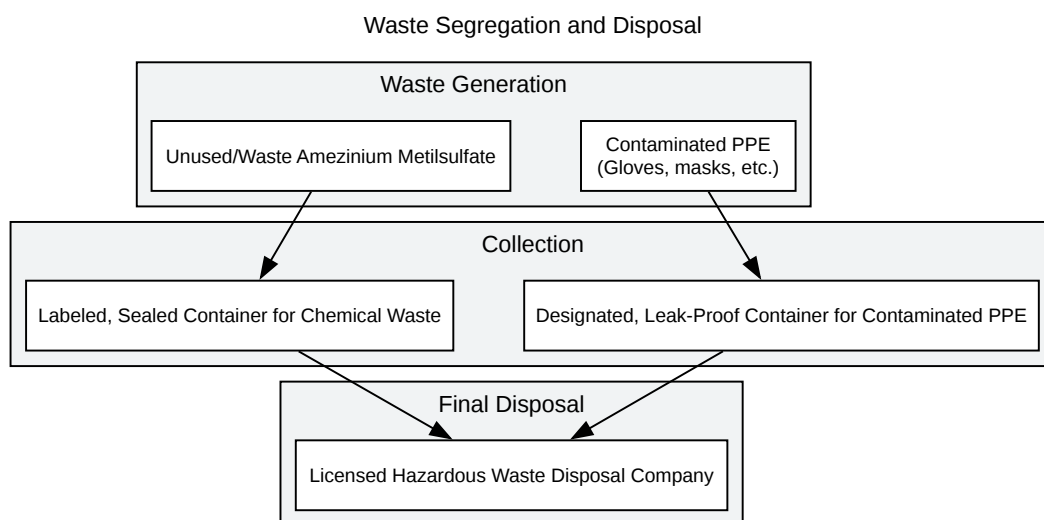 Waste Segregation and Disposal
Waste Generation
Unused/Waste Amezinium Metilsulfate
Contaminated PPE
(Gloves, masks, etc.)
Collection
Labeled, Sealed Container for Chemical Waste
Designated, Leak-Proof Container for Contaminated PPE
Final Disposal
Licensed Hazardous Waste Disposal Company